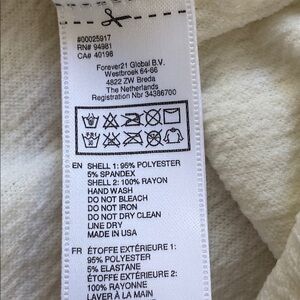 #00025917
RN# 94981
CA# 40198
Forever21 Global B.V.
Westbroek 64-66
4822 ZW Breda
The Netherlands
Registration Nbr 34386700
EN SHELL 1: 95% POLYESTER
5% SPANDEX
SHELL 2: 100% RAYON
HAND WASH
DO NOT BLEACH
DO NOT IRON
DO NOT DRY CLEAN
LINE DRY
MADE IN USA
FR ÉTOFFE EXTÉRIEURE 1:
95% POLYESTER
5% ELASTANE
ÉTOFFE EXTÉRIEURE 2:
100% RAYONNE
LAVER À LA MAIN